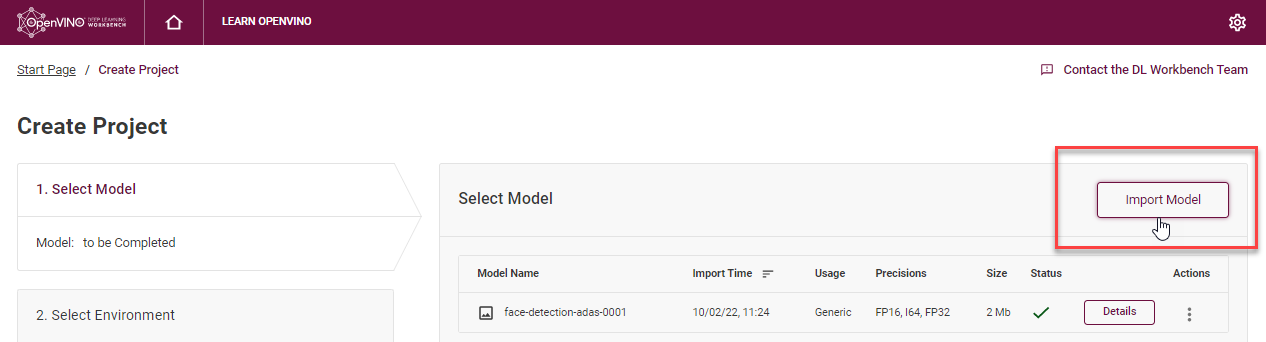 OpenVINO DEEP LEARNING WORKBENCH LEARN OPENVINO
Start Page / Create Project Contact the DL Workbench Team
Create Project
1. Select Model
Model: to be Completed
2. Select Environment
Select Model Import Model
Model Name Import Time Usage Precisions Size Status Actions
face-detection-adas-0001 10/02/22, 11:24 Generic FP16, I64, FP32 2 Mb Details